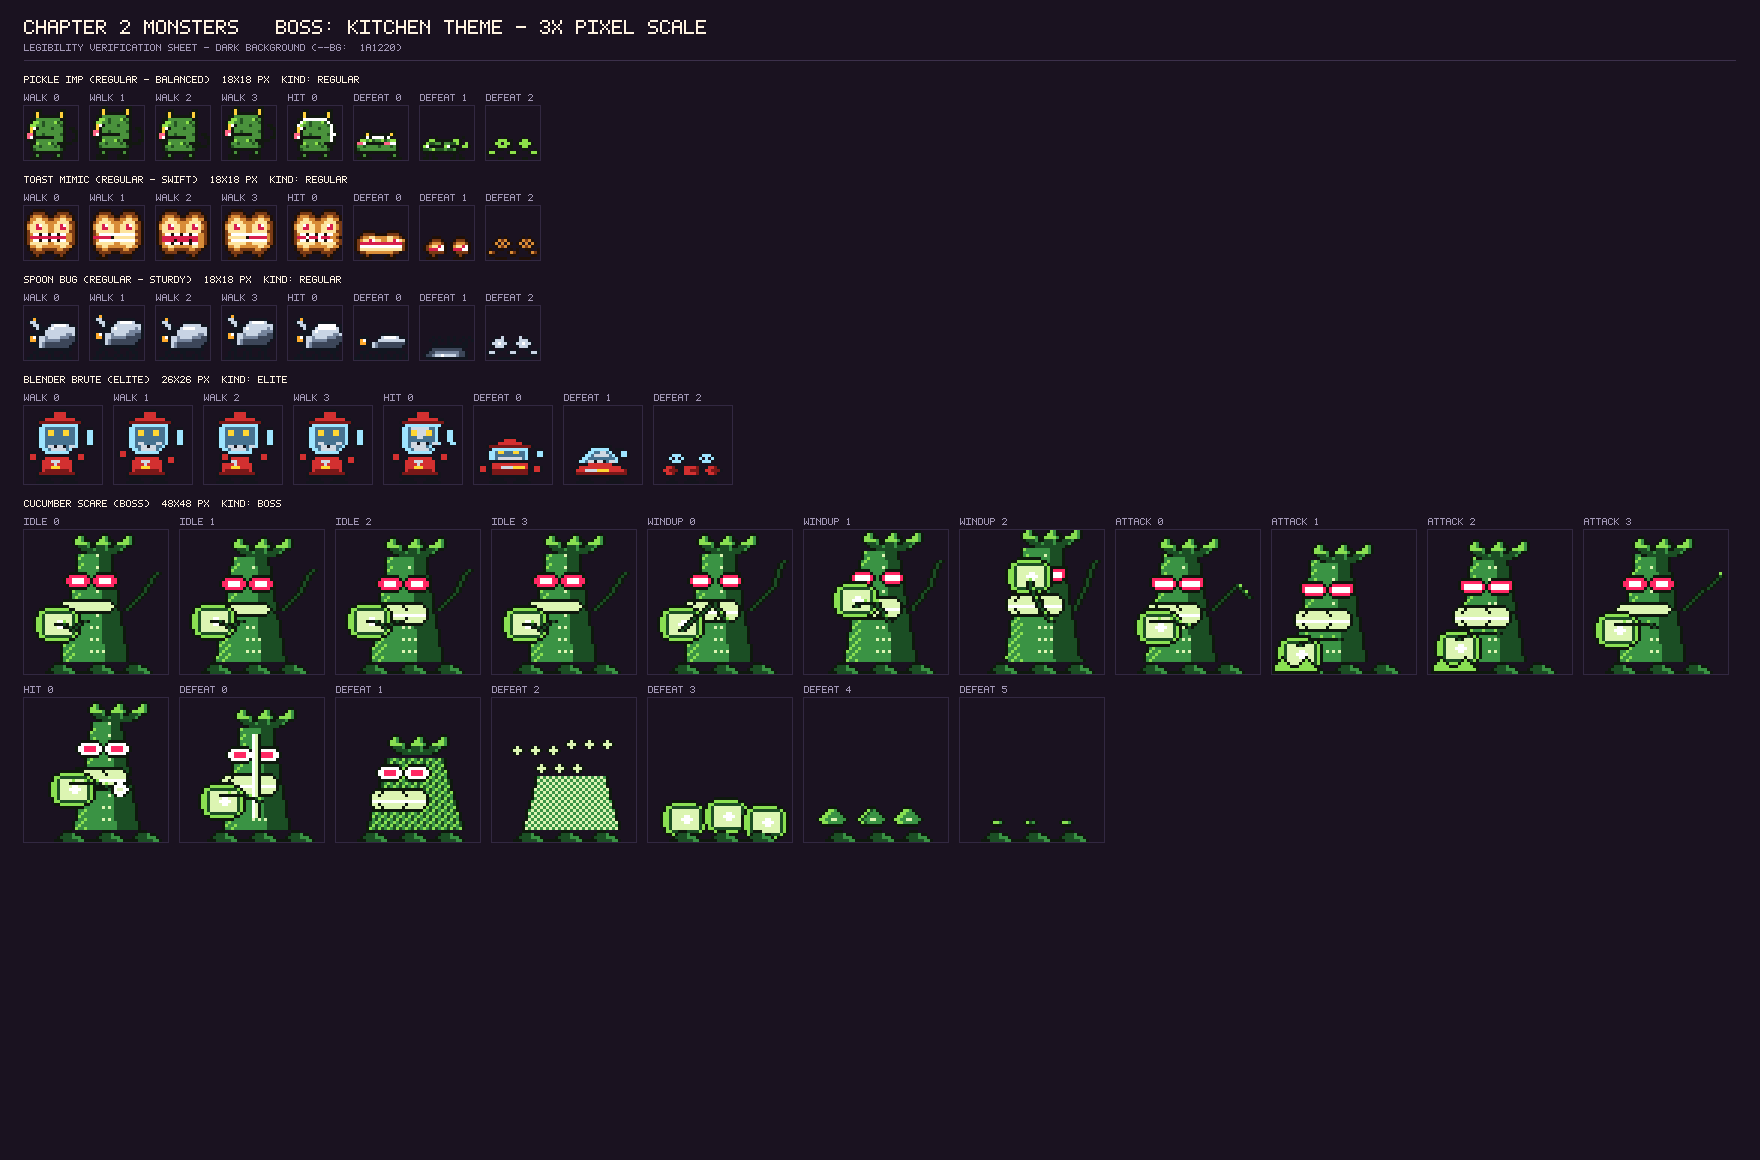 CHAPTER 2 MONSTERS   BOSS: KITCHEN THEME - 3X PIXEL SCALE
LEGIBILITY VERIFICATION SHEET - DARK BACKGROUND (--BG:  1A1220)
PICKLE IMP (REGULAR - BALANCED)  18X18 PX  KIND: REGULAR
WALK 0 WALK 1 WALK 2 WALK 3 HIT 0 DEFEAT 0 DEFEAT 1 DEFEAT 2
TOAST MIMIC (REGULAR - SWIFT)  18X18 PX  KIND: REGULAR
WALK 0 WALK 1 WALK 2 WALK 3 HIT 0 DEFEAT 0 DEFEAT 1 DEFEAT 2
SPOON BUG (REGULAR - STURDY)  18X18 PX  KIND: REGULAR
WALK 0 WALK 1 WALK 2 WALK 3 HIT 0 DEFEAT 0 DEFEAT 1 DEFEAT 2
BLENDER BRUTE (ELITE)  26X26 PX  KIND: ELITE
WALK 0 WALK 1 WALK 2 WALK 3 HIT 0 DEFEAT 0 DEFEAT 1 DEFEAT 2
CUCUMBER SCARE (BOSS)  48X48 PX  KIND: BOSS
IDLE 0 IDLE 1 IDLE 2 IDLE 3 WINDUP 0 WINDUP 1 WINDUP 2 ATTACK 0 ATTACK 1 ATTACK 2 ATTACK 3
HIT 0 DEFEAT 0 DEFEAT 1 DEFEAT 2 DEFEAT 3 DEFEAT 4 DEFEAT 5